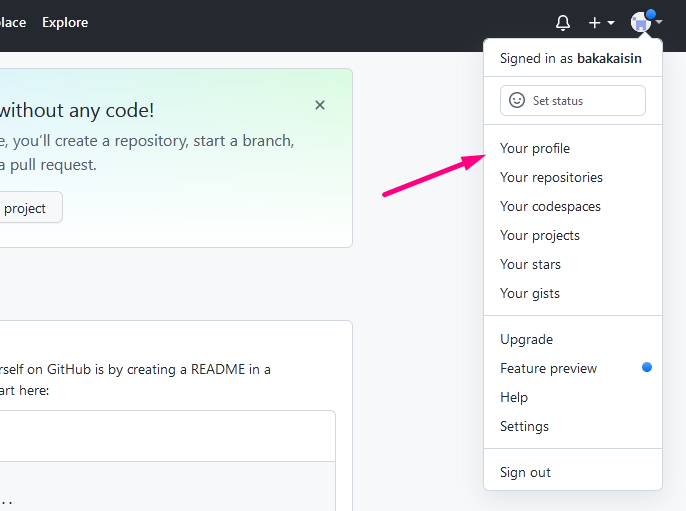 lace Explore
Signed in as bakakaisin
Set status
Your profile
Your repositories
Your codespaces
Your projects
Your stars
Your gists
Upgrade
Feature preview
Help
Settings
Sign out
without any code!
e, you'll create a repository, start a branch,
a pull request.
project
rself on GitHub is by creating a README in a
art here:
..